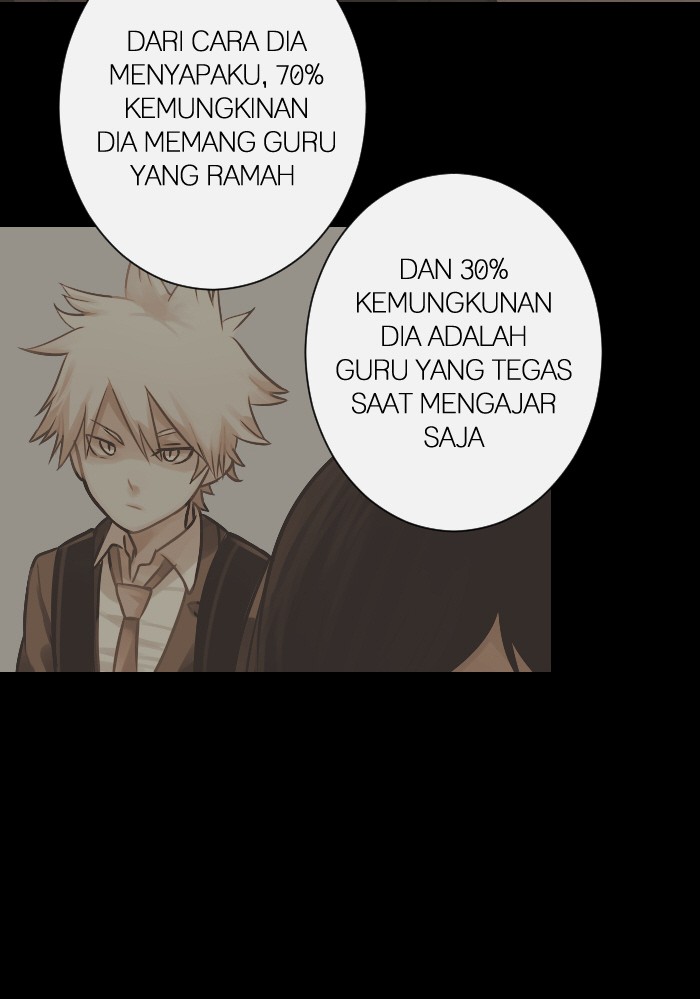 DARI CARA DIA
MENYAPAKU, 70%
KEMUNGKINAN
DIA MEMANG GURU
YANG RAMAH
DAN 30%
KEMUNGKUNAN
DIA ADALAH
GURU YANG TEGAS
SAAT MENGAJAR
SAJA